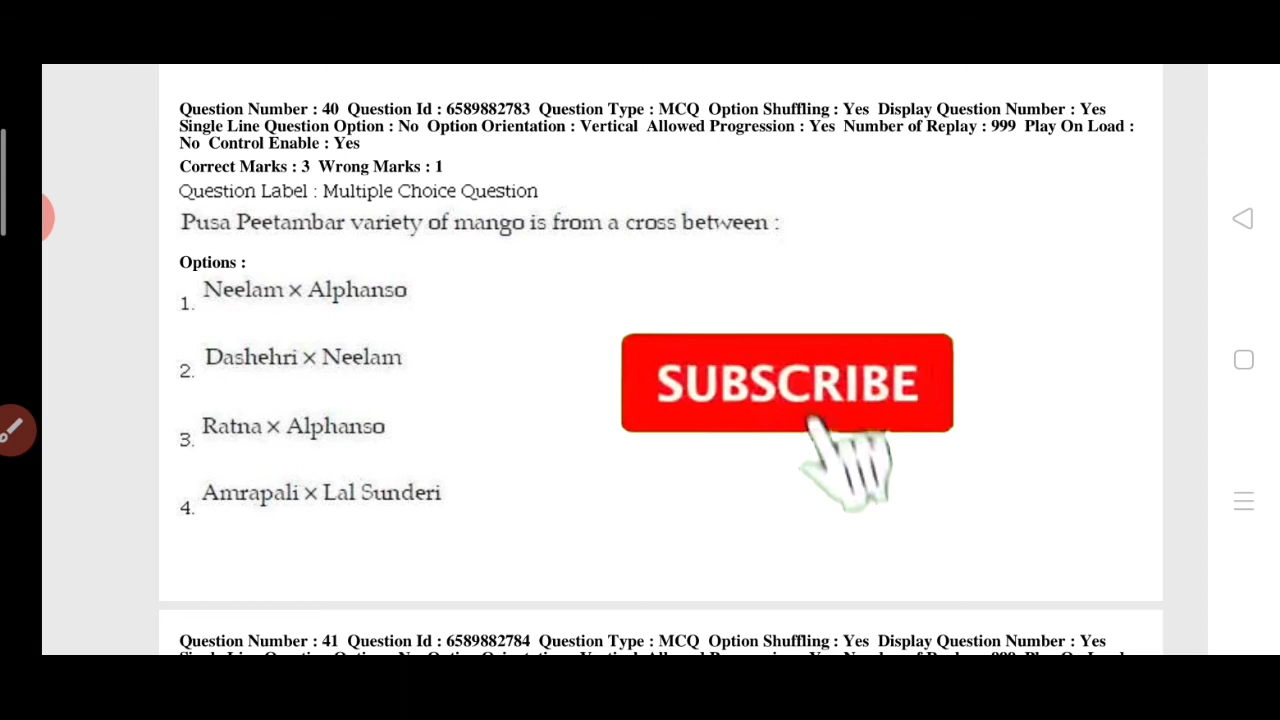 Question Number : 40 Question Id : 6589882783 Question Type : MCQ Option Shuffling : Yes Display Question Number : Yes
Single Line Question Option : No Option Orientation : Vertical Allowed Progression : Yes Number of Replay : 999 Play On Load :
No Control Enable : Yes
Correct Marks : 3 Wrong Marks : 1
Question Label : Multiple Choice Question
Pusa Peetambar variety of mango is from a cross between :
Options :
1. Neelam × Alphanso
2. Dashehri × Neelam
3. Ratna × Alphanso
4. Amrapali × Lal Sunderi
SUBSCRIBE
Question Number : 41 Question Id : 6589882784 Question Type : MCQ Option Shuffling : Yes Display Question Number : Yes